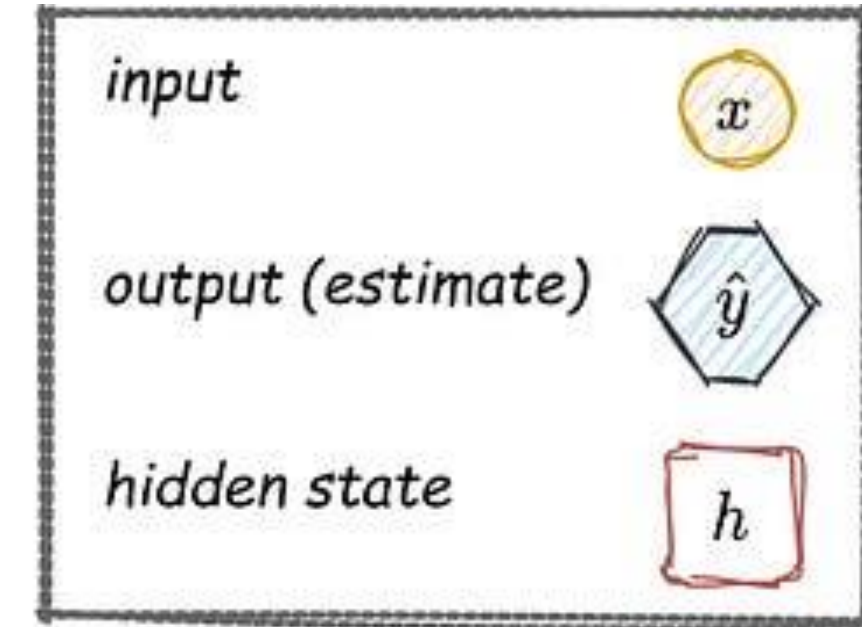 input x
output (estimate) ŷ
hidden state h